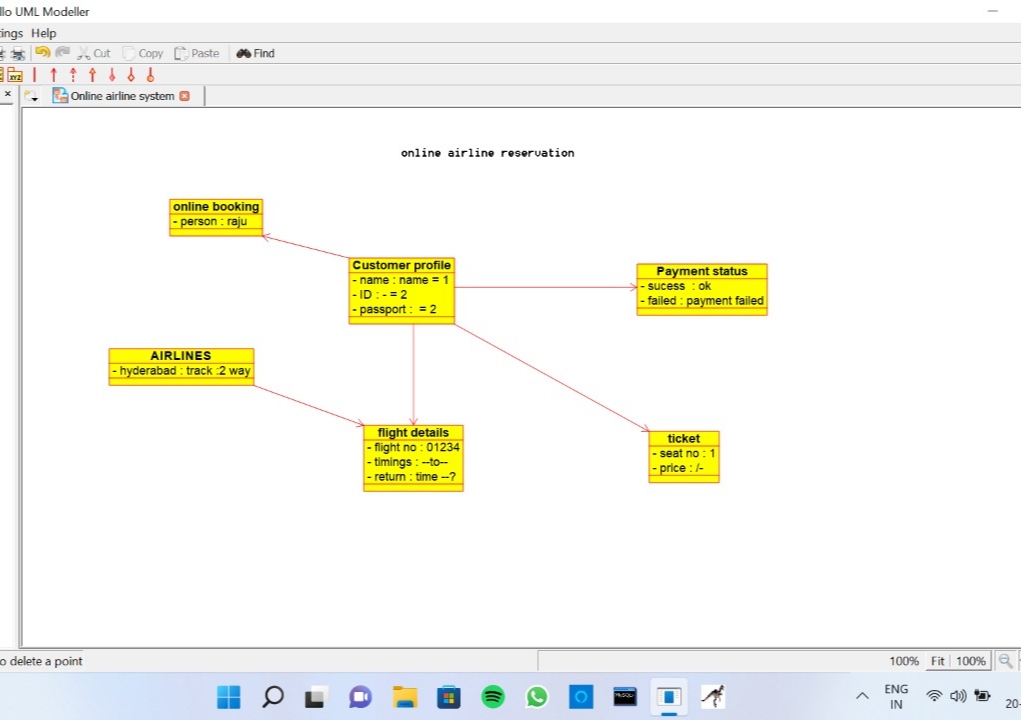 llo UML Modeller
ings Help
Cut Copy Paste Find
XYZ
Online airline system
online airline reservation
online booking
- person : raju
Customer profile
- name : name = 1
- ID : - = 2
- passport : = 2
Payment status
- sucess : ok
- failed : payment failed
AIRLINES
- hyderabad : track :2 way
flight details
- flight no : 01234
- timings : --to--
- return : time --?
ticket
- seat no : 1
- price : /-
o delete a point
100% Fit 100%
ENG
IN
20-